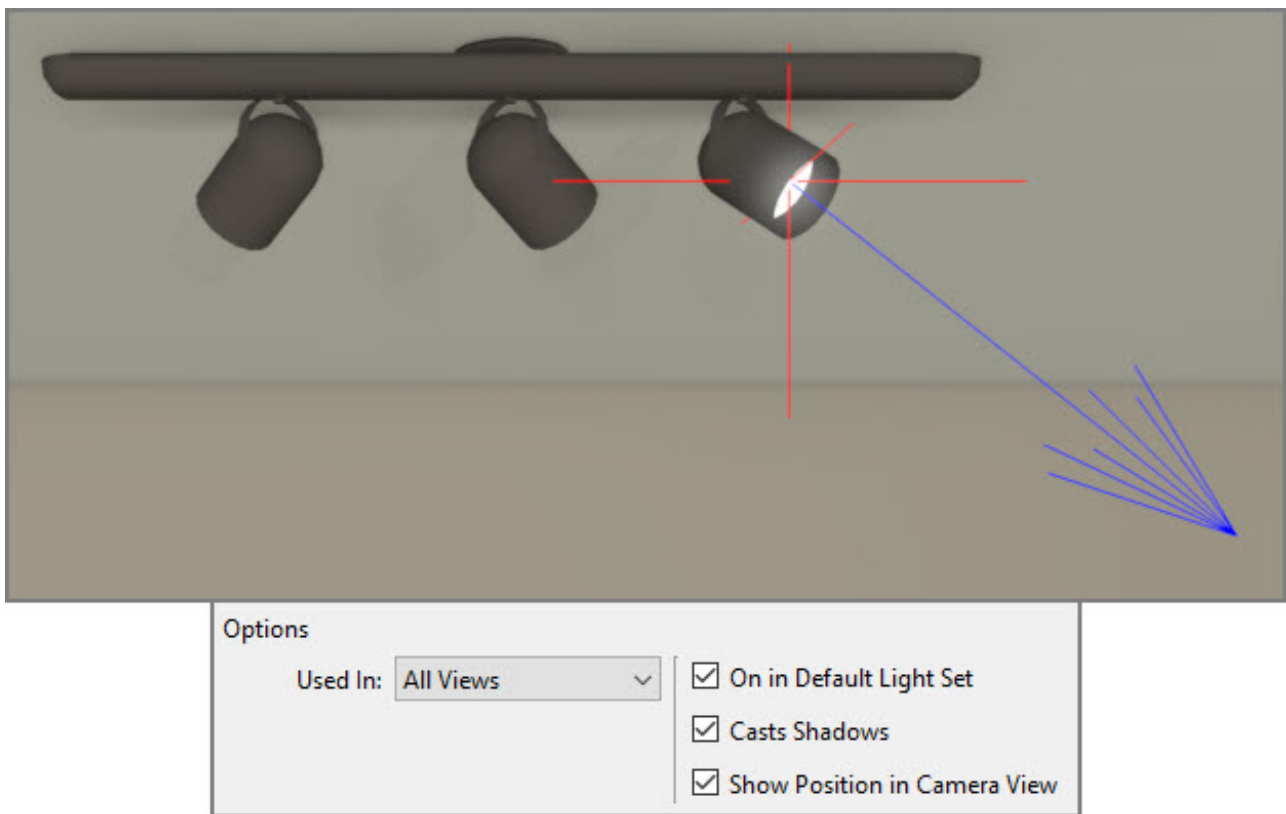 Options
Used In: All Views
On in Default Light Set
Casts Shadows
Show Position in Camera View